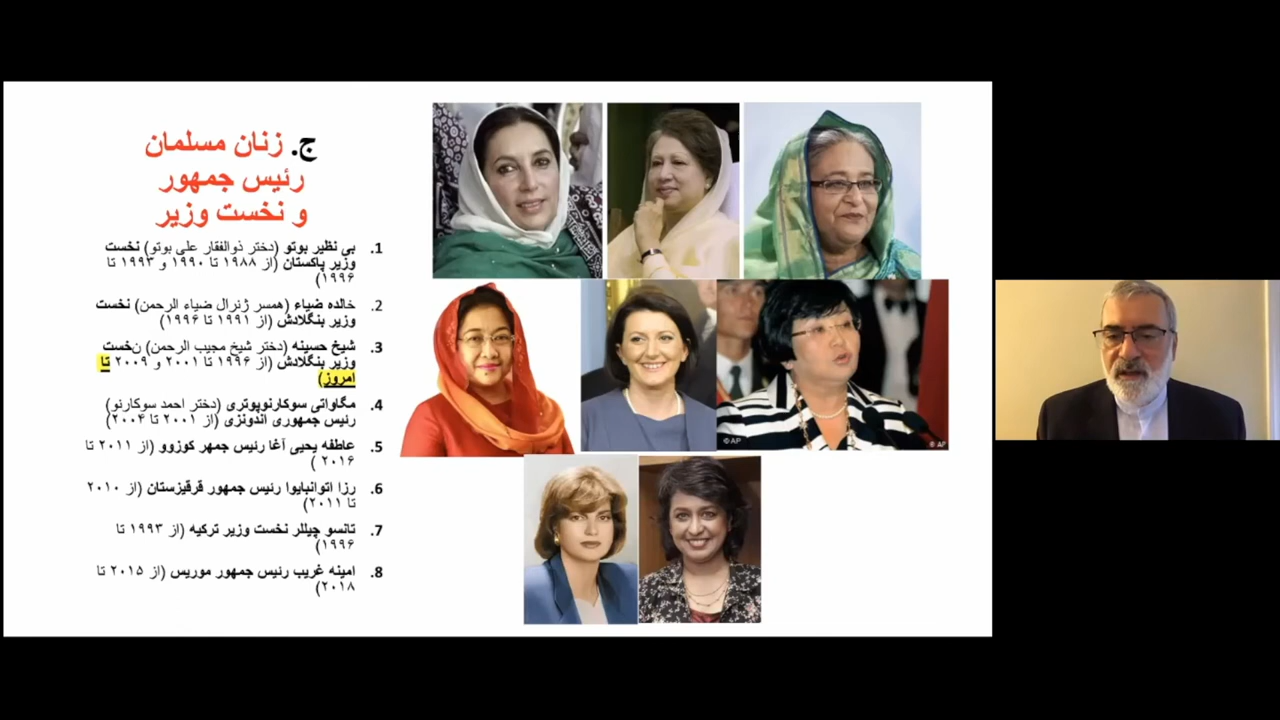 ج. زنان مسلمان
رئیس جمهور
و نخست وزیر
1. بی نظیر بوتو (دختر ذوالفقار علی بوتو) نخست
وزیر پاکستان (از ۱۹۸۸ تا ۱۹۹۰ و ۱۹۹۳ تا
۱۹۹۶)
2. خالده ضیاء (همسر ژنرال ضیاء الرحمن) نخست
وزیر بنگلادش (از ۱۹۹۱ تا ۱۹۹۶)
3. شیخ حسینه (دختر شیخ مجیب الرحمن) نخست
وزیر بنگلادش (از ۱۹۹۶ تا ۲۰۰۱ و ۲۰۰۹ تا
امروز)
4. مگاواتی سوکارنوپوتری (دختر احمد سوکارنو)
رئیس جمهوری اندونزی (از ۲۰۰۱ تا ۲۰۰۴)
5. عاطفه یحیی آغا رئیس جمهر کوزوو (از ۲۰۱۱ تا
۲۰۱۶ )
6. رزا اتوانبایوا رئیس جمهور قرقیزستان (از ۲۰۱۰
تا ۲۰۱۱)
7. تانسو چیللر نخست وزیر ترکیه (از ۱۹۹۳ تا
۱۹۹۶)
8. امینه غریب رئیس جمهور موریس (از ۲۰۱۵ تا
۲۰۱۸)
© AP
© AP